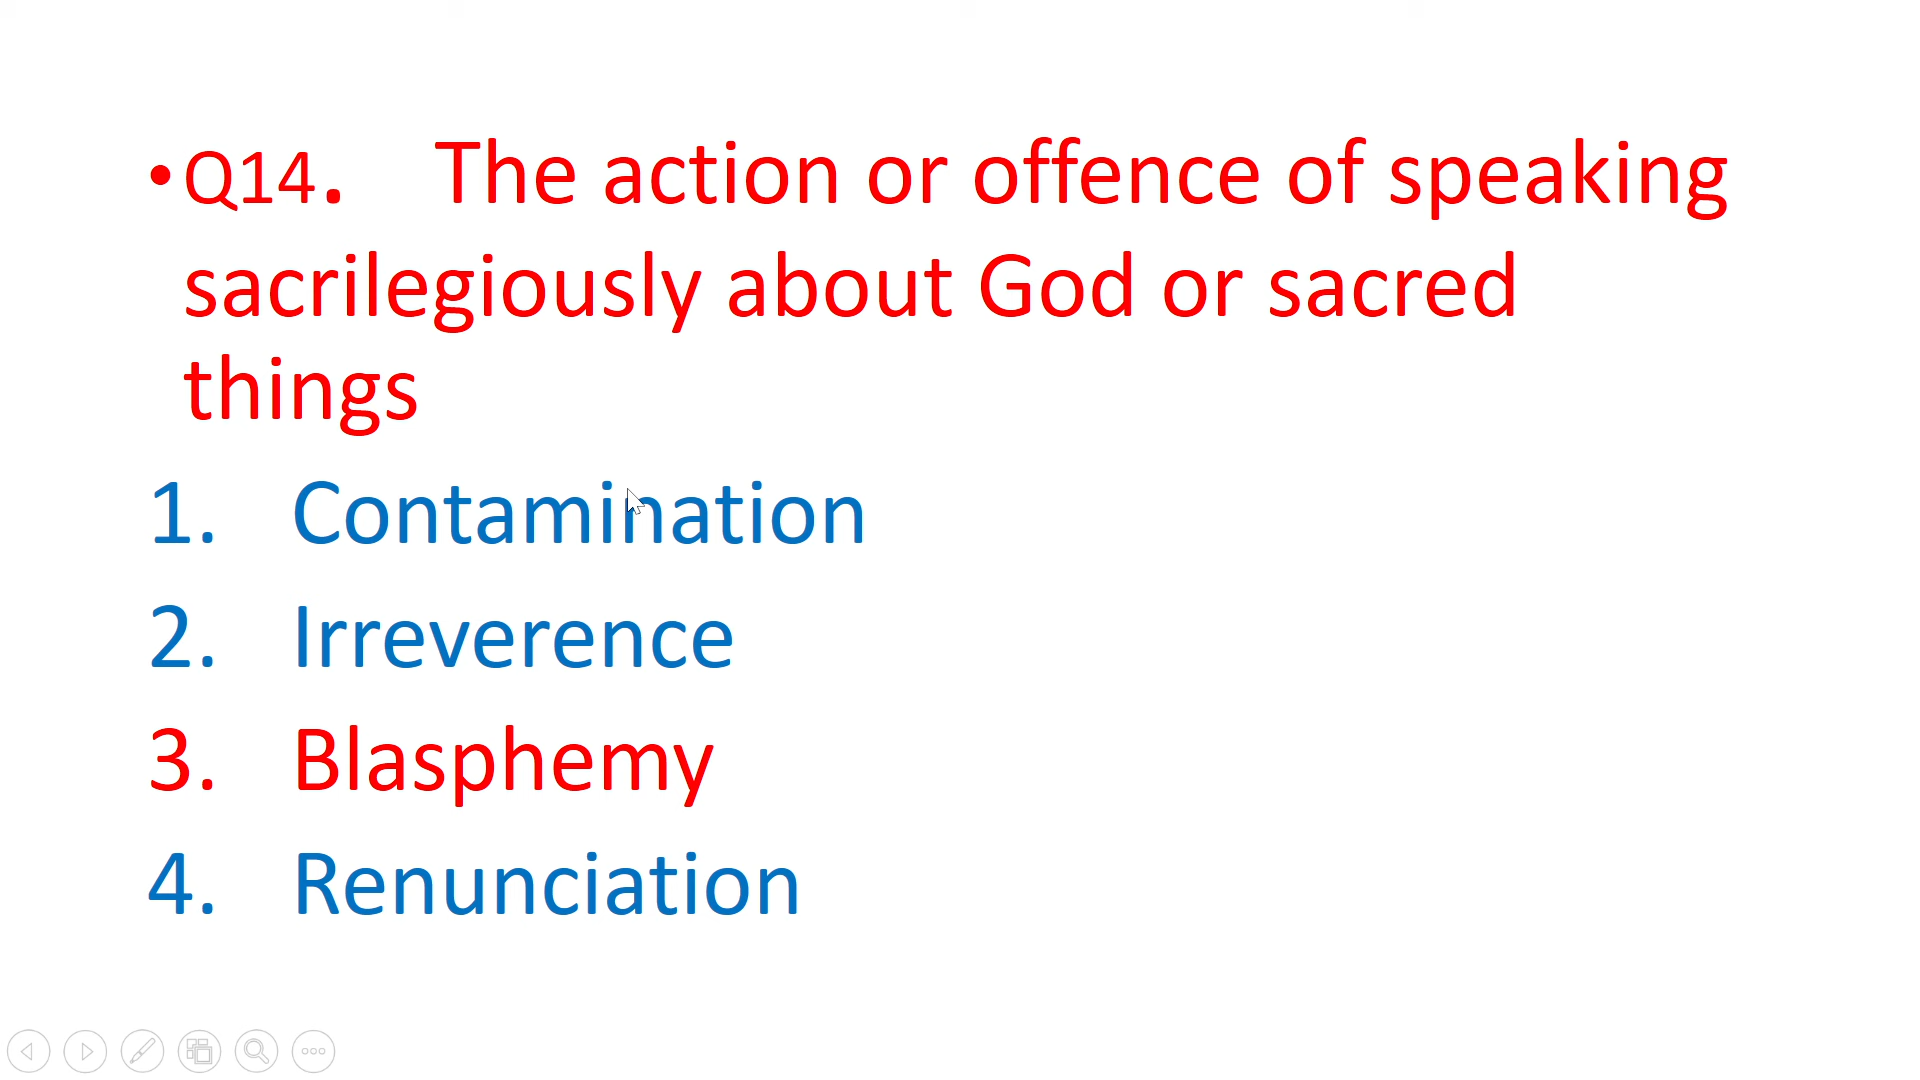 • Q14. The action or offence of speaking
sacrilegiously about God or sacred
things
1. Contamination
2. Irreverence
3. Blasphemy
4. Renunciation